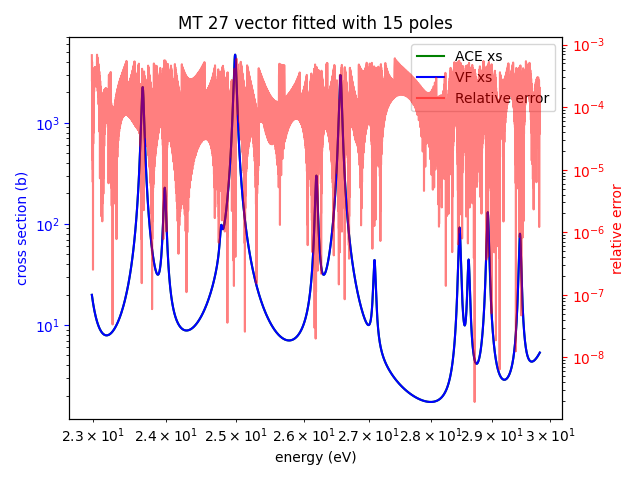 MT 27 vector fitted with 15 poles
ACE xs
VF xs
Relative error
cross section (b)
10³
10²
10¹
relative error
10⁻³
10⁻⁴
10⁻⁵
10⁻⁶
10⁻⁷
10⁻⁸
2.3 × 10¹ 2.4 × 10¹ 2.5 × 10¹ 2.6 × 10¹ 2.7 × 10¹ 2.8 × 10¹ 2.9 × 10¹ 3 × 10¹
energy (eV)